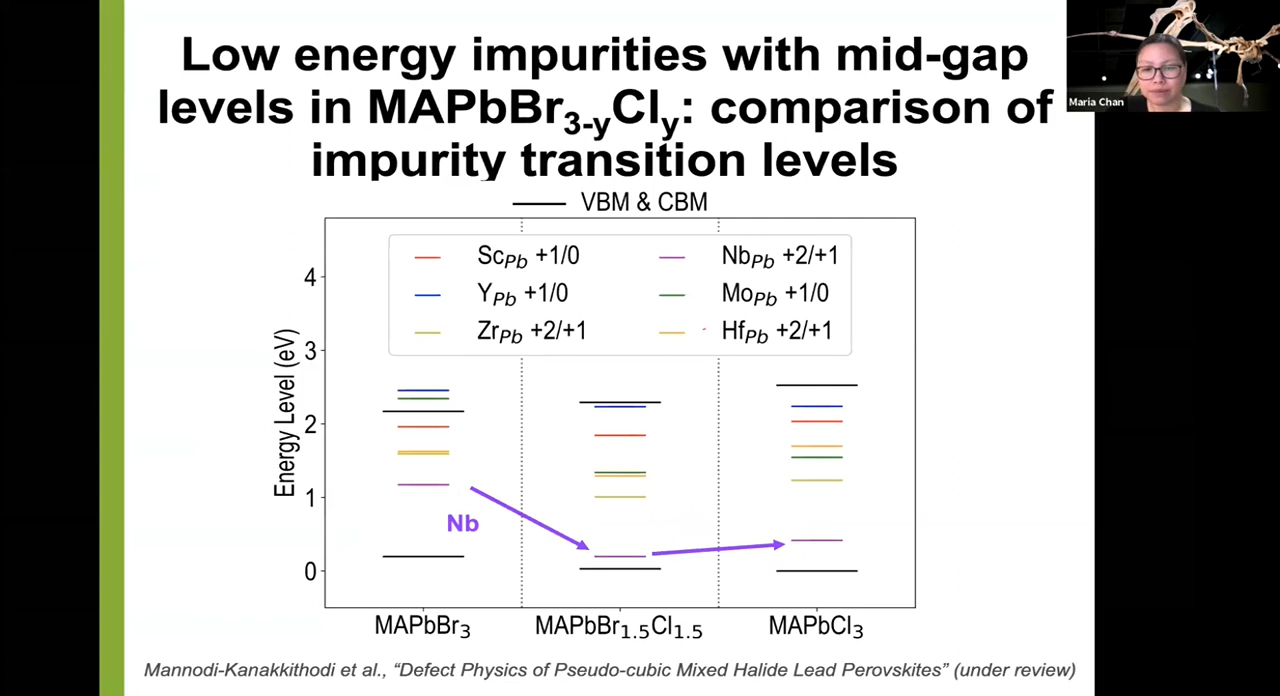 Low energy impurities with mid-gap
levels in MAPbBr3-yCly: comparison of
impurity transition levels
Maria Chan
VBM & CBM
ScPb +1/0
NbPb +2/+1
YPb +1/0
MoPb +1/0
ZrPb +2/+1
HfPb +2/+1
Energy Level (eV)
4
3
2
1
0
Nb
MAPbBr3
MAPbBr1.5Cl1.5
MAPbCl3
Mannodi-Kanakkithodi et al., “Defect Physics of Pseudo-cubic Mixed Halide Lead Perovskites” (under review)